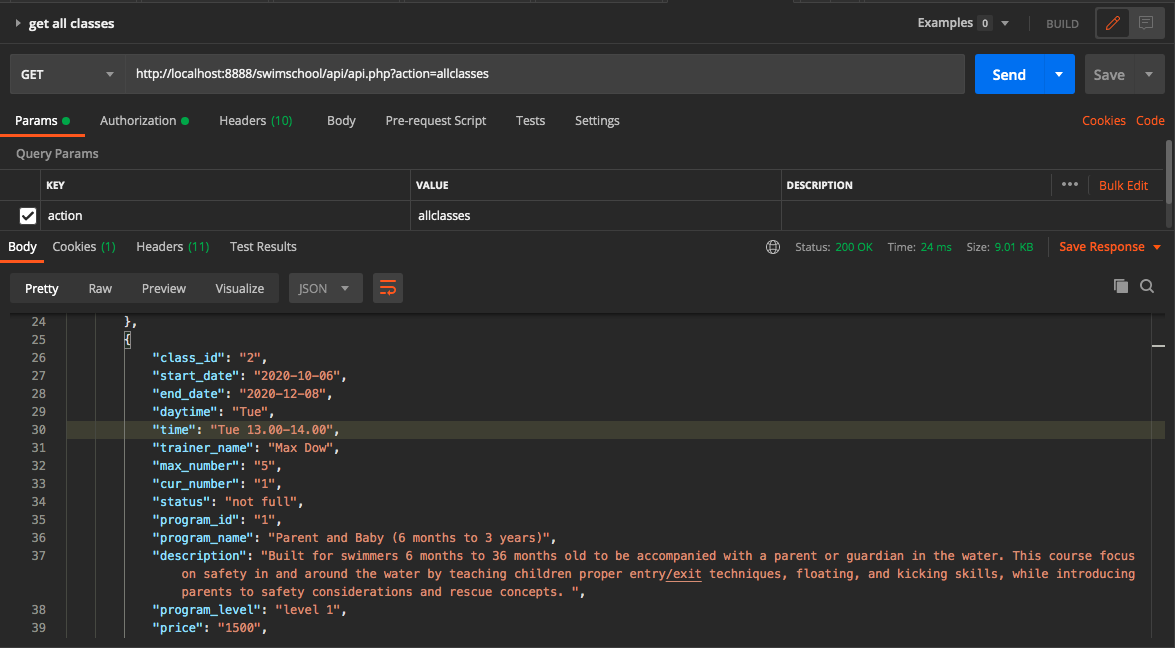 get all classes
Examples 0 BUILD
GET http://localhost:8888/swimschool/api/api.php?action=allclasses Send Save
Params Authorization Headers (10) Body Pre-request Script Tests Settings Cookies Code
Query Params
KEY VALUE DESCRIPTION ••• Bulk Edit
action allclasses
Body Cookies (1) Headers (11) Test Results Status: 200 OK Time: 24 ms Size: 9.01 KB Save Response
Pretty Raw Preview Visualize JSON
24 },
25 {
26 "class_id": "2",
27 "start_date": "2020-10-06",
28 "end_date": "2020-12-08",
29 "daytime": "Tue",
30 "time": "Tue 13.00-14.00",
31 "trainer_name": "Max Dow",
32 "max_number": "5",
33 "cur_number": "1",
34 "status": "not full",
35 "program_id": "1",
36 "program_name": "Parent and Baby (6 months to 3 years)",
37 "description": "Built for swimmers 6 months to 36 months old to be accompanied with a parent or guardian in the water. This course focus
on safety in and around the water by teaching children proper entry/exit techniques, floating, and kicking skills, while introducing
parents to safety considerations and rescue concepts. ",
38 "program_level": "level 1",
39 "price": "1500",